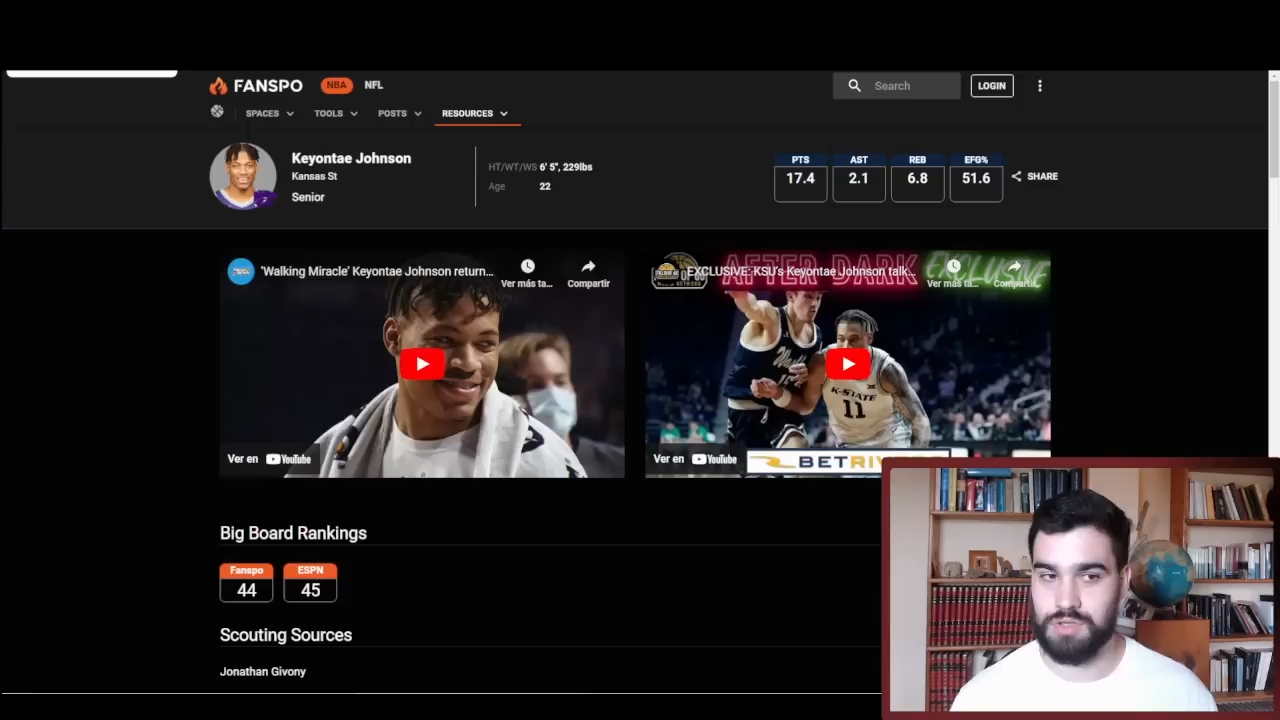 FANSPO NBA NFL Search LOGIN
SPACES TOOLS POSTS RESOURCES
Keyontae Johnson
Kansas St
Senior
HT/WT/WS 6' 5", 229lbs
Age 22
PTS AST REB EFG%
17.4 2.1 6.8 51.6
SHARE
'Walking Miracle' Keyontae Johnson return...
Ver más ta... Compartir
Ver en YouTube
AFTER DARK EXCLUSIVE
EXCLUSIVE: KSU's Keyontae Johnson talk...
Ver más ta... Compartir
K-STATE
11
Ver en YouTube
BETRIV
Big Board Rankings
Fanspo ESPN
44 45
Scouting Sources
Jonathan Givony